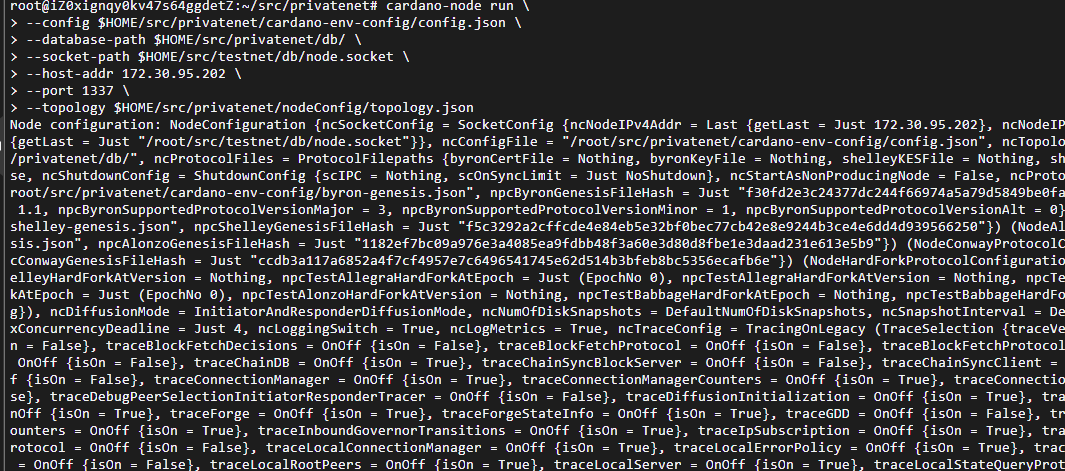 root@iZ0xignqy0kv47s64ggdetZ:~/src/privatenet# cardano-node run \
> --config $HOME/src/privatenet/cardano-env-config/config.json \
> --database-path $HOME/src/privatenet/db/ \
> --socket-path $HOME/src/testnet/db/node.socket \
> --host-addr 172.30.95.202 \
> --port 1337 \
> --topology $HOME/src/privatenet/nodeConfig/topology.json
Node configuration: NodeConfiguration {ncSocketConfig = SocketConfig {ncNodeIPv4Addr = Last {getLast = Just 172.30.95.202}, ncNodeIP
{getLast = Just "/root/src/testnet/db/node.socket"}}, ncConfigFile = "/root/src/privatenet/cardano-env-config/config.json", ncTopolo
/privatenet/db/", ncProtocolFiles = ProtocolFilepaths {byronCertFile = Nothing, byronKeyFile = Nothing, shelleyKESFile = Nothing, sh
se, ncShutdownConfig = ShutdownConfig {scIPC = Nothing, scOnSyncLimit = Just NoShutdown}, ncStartAsNonProducingNode = False, ncProto
root/src/privatenet/cardano-env-config/byron-genesis.json", npcByronGenesisFileHash = Just "f30fd2e3c24377dc244f66974a5a79d5849be0fa
1.1, npcByronSupportedProtocolVersionMajor = 3, npcByronSupportedProtocolVersionMinor = 1, npcByronSupportedProtocolVersionAlt = 0}
shelley-genesis.json", npcShelleyGenesisFileHash = Just "f5c3292a2cffcde4e84eb5e32bf0bec77cb42e8e9244b3ce4e6dd4d939566250"}) (NodeAl
sis.json", npcAlonzoGenesisFileHash = Just "1182ef7bc09a976e3a4085ea9fdbb48f3a60e3d80d8fbe1e3daad231e613e5b9"}) (NodeConwayProtocolC
cConwayGenesisFileHash = Just "ccdb3a117a6852a4f7cf4957e7c6496541745e62d514b3bfeb8bc5356ecafb6e"}) (NodeHardForkProtocolConfiguratio
elleyHardForkAtVersion = Nothing, npcTestAllegraHardForkAtEpoch = Just (EpochNo 0), npcTestAllegraHardForkAtVersion = Nothing, npcTe
kAtEpoch = Just (EpochNo 0), npcTestAlonzoHardForkAtVersion = Nothing, npcTestBabbageHardForkAtEpoch = Nothing, npcTestBabbageHardFo
g}), ncDiffusionMode = InitiatorAndResponderDiffusionMode, ncNumOfDiskSnapshots = DefaultNumOfDiskSnapshots, ncSnapshotInterval = De
xConcurrencyDeadline = Just 4, ncLoggingSwitch = True, ncLogMetrics = True, ncTraceConfig = TracingOnLegacy (TraceSelection {traceVe
n = False}, traceBlockFetchDecisions = OnOff {isOn = True}, traceBlockFetchProtocol = OnOff {isOn = False}, traceBlockFetchProtocol
OnOff {isOn = False}, traceChainDB = OnOff {isOn = True}, traceChainSyncBlockServer = OnOff {isOn = False}, traceChainSyncClient =
f {isOn = False}, traceConnectionManager = OnOff {isOn = True}, traceConnectionManagerCounters = OnOff {isOn = True}, traceConnectio
se}, traceDebugPeerSelectionInitiatorResponderTracer = OnOff {isOn = True}, traceDiffusionInitialization = OnOff {isOn = True}, tra
nOff {isOn = True}, traceForge = OnOff {isOn = True}, traceForgeStateInfo = OnOff {isOn = True}, traceGDD = OnOff {isOn = False}, tr
ounters = OnOff {isOn = True}, traceInboundGovernorTransitions = OnOff {isOn = True}, traceIpSubscription = OnOff {isOn = True}, tra
rotocol = OnOff {isOn = False}, traceLocalConnectionManager = OnOff {isOn = True}, traceLocalErrorPolicy = OnOff {isOn = True}, trac
= OnOff {isOn = False}, traceLocalRootPeers = OnOff {isOn = True}, traceLocalServer = OnOff {isOn = True}, traceLocalStateQueryProt